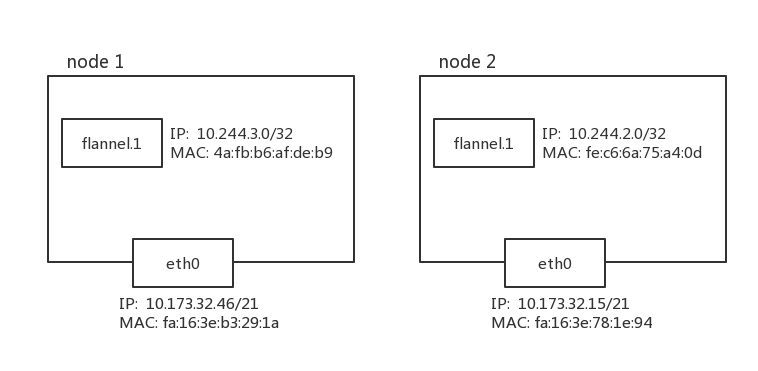 node 1
flannel.1
IP: 10.244.3.0/32
MAC: 4a:fb:b6:af:de:b9
eth0
IP: 10.173.32.46/21
MAC: fa:16:3e:b3:29:1a
node 2
flannel.1
IP: 10.244.2.0/32
MAC: fe:c6:6a:75:a4:0d
eth0
IP: 10.173.32.15/21
MAC: fa:16:3e:78:1e:94